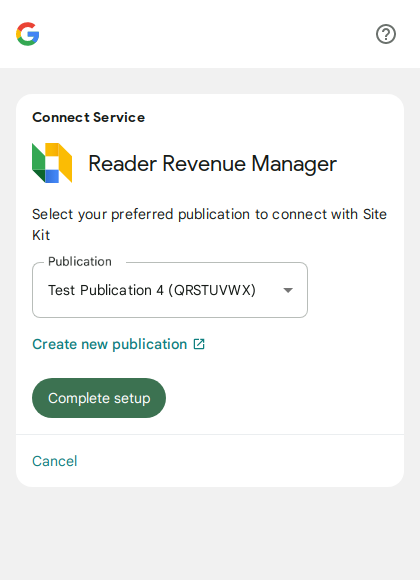 Connect Service
Reader Revenue Manager
Select your preferred publication to connect with Site
Kit
Publication
Test Publication 4 (QRSTUVWX)
Create new publication
Complete setup
Cancel